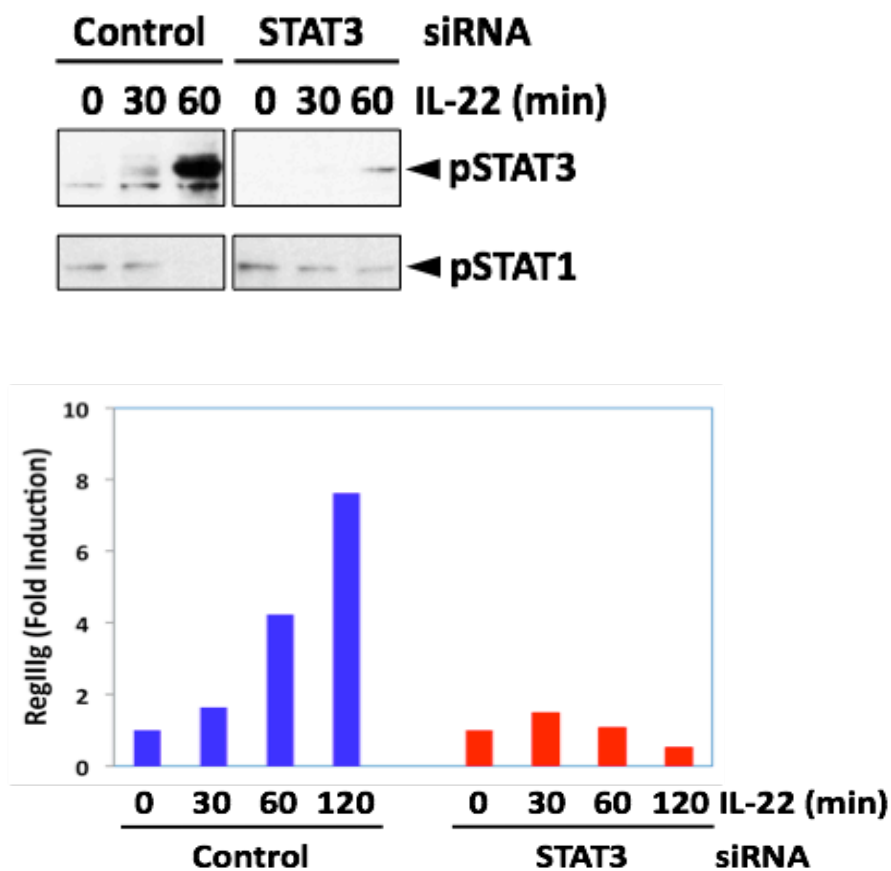 Control STAT3 siRNA
0 30 60 0 30 60 IL-22 (min)
pSTAT3
pSTAT1
RegIIIg (Fold Induction)
10
8
6
4
2
0
0 30 60 120 0 30 60 120 IL-22 (min)
Control STAT3 siRNA